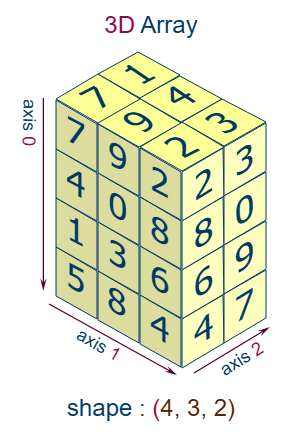 3D Array
1
7 4
9 3
2
7 9 2 2 3
4 0 8 8 0
1 3 6 6 9
5 8 4 4 7
axis 0
axis 1
axis 2
shape : (4, 3, 2)